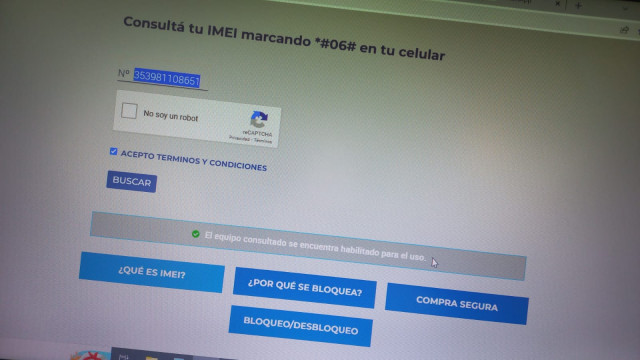 Consultá tu IMEI marcando *#06# en tu celular
Nº 353981108651
No soy un robot
reCAPTCHA
Privacidad - Términos
ACEPTO TERMINOS Y CONDICIONES
BUSCAR
El equipo consultado se encuentra habilitado para el uso.
¿QUÉ ES IMEI?
¿POR QUÉ SE BLOQUEA?
COMPRA SEGURA
BLOQUEO/DESBLOQUEO